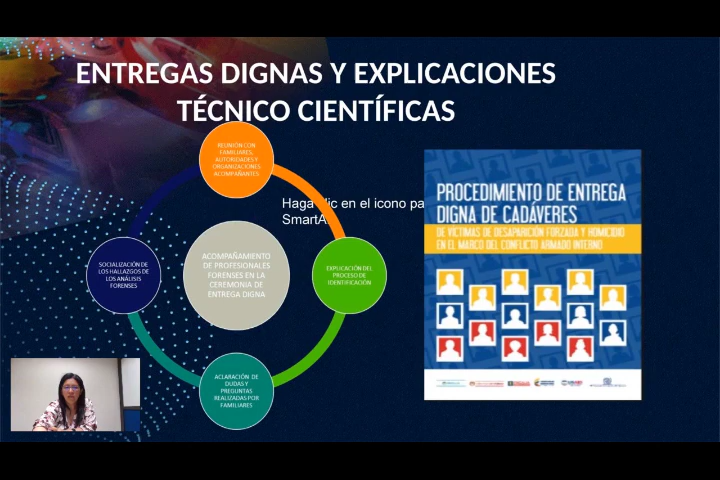 ENTREGAS DIGNAS Y EXPLICACIONES
TÉCNICO CIENTÍFICAS
REUNIÓN CON
FAMILIARES,
AUTORIDADES Y
ORGANIZACIONES
ACOMPAÑANTES
Haga clic en el icono pa
SmartA
ACOMPAÑAMIENTO
DE PROFESIONALES
FORENSES EN LA
CEREMONIA DE
ENTREGA DIGNA
EXPLICACIÓN DEL
PROCESO DE
IDENTIFICACIÓN
ACLARACIÓN DE
DUDAS Y
PREGUNTAS
REALIZADAS POR
FAMILIARES
SOCIALIZACIÓN DE
LOS HALLAZGOS DE
LOS ANÁLISIS
FORENSES
PROCEDIMIENTO DE ENTREGA
DIGNA DE CADÁVERES
DE VÍCTIMAS DE DESAPARICIÓN FORZADA Y HOMICIDIO
EN EL MARCO DEL CONFLICTO ARMADO INTERNO